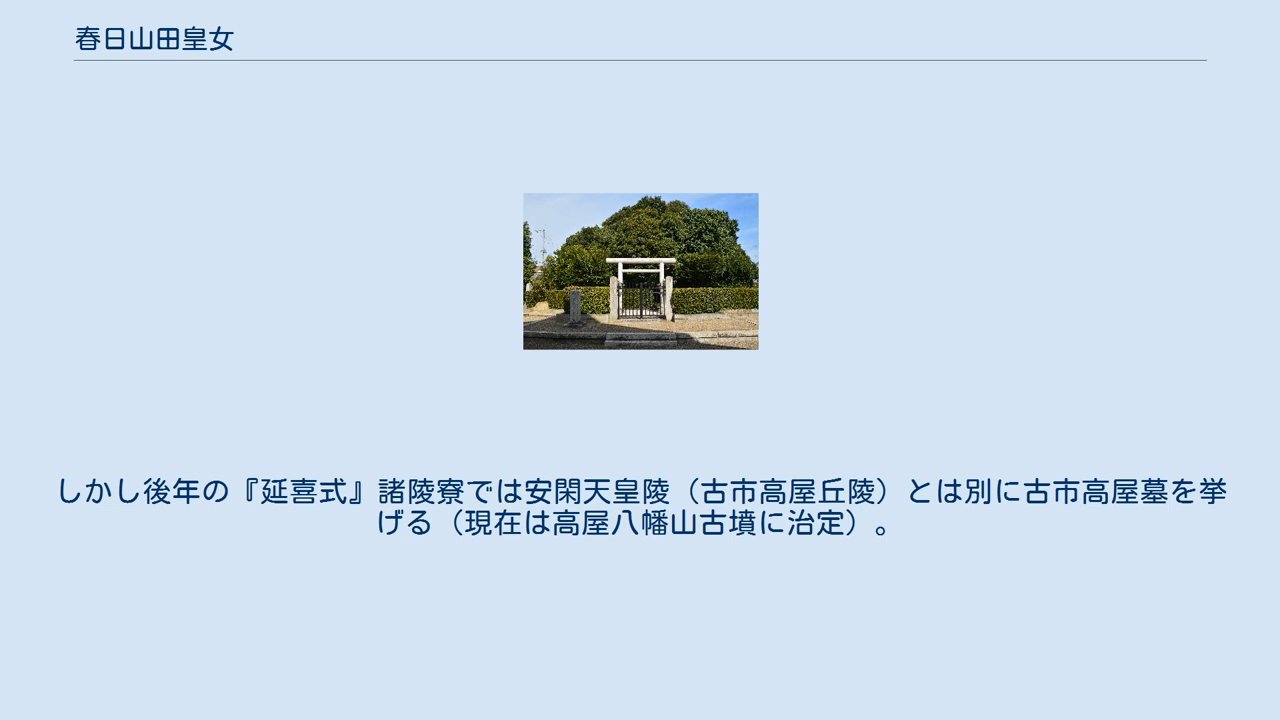 春日山田皇女
しかし後年の『延喜式』諸陵寮では安閑天皇陵（古市高屋丘陵）とは別に古市高屋墓を挙
げる（現在は高屋八幡山古墳に治定）。